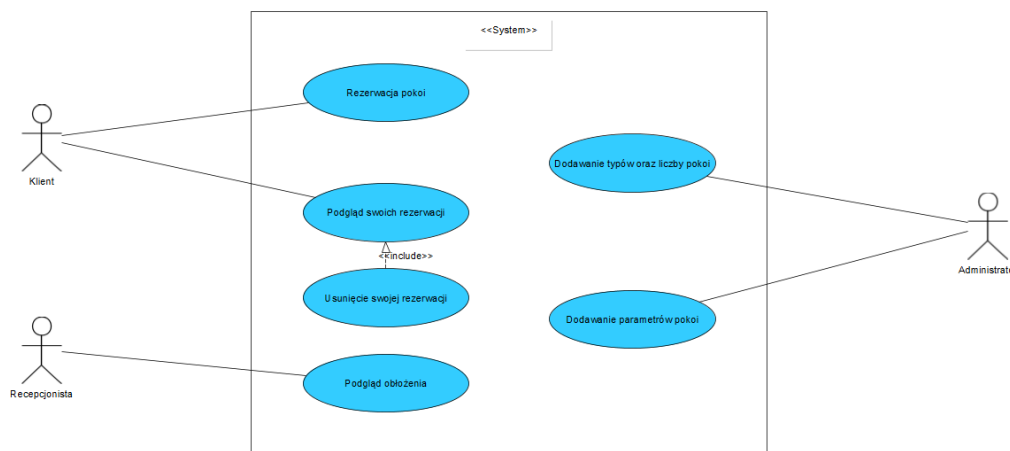 <<System>>
Rezerwacja pokoi
Klient
Podgląd swoich rezerwacji
<<include>>
Usunięcie swojej rezerwacji
Recepcjonista
Podgląd obłożenia
Dodawanie typów oraz liczby pokoi
Administrato
Dodawanie parametrów pokoi